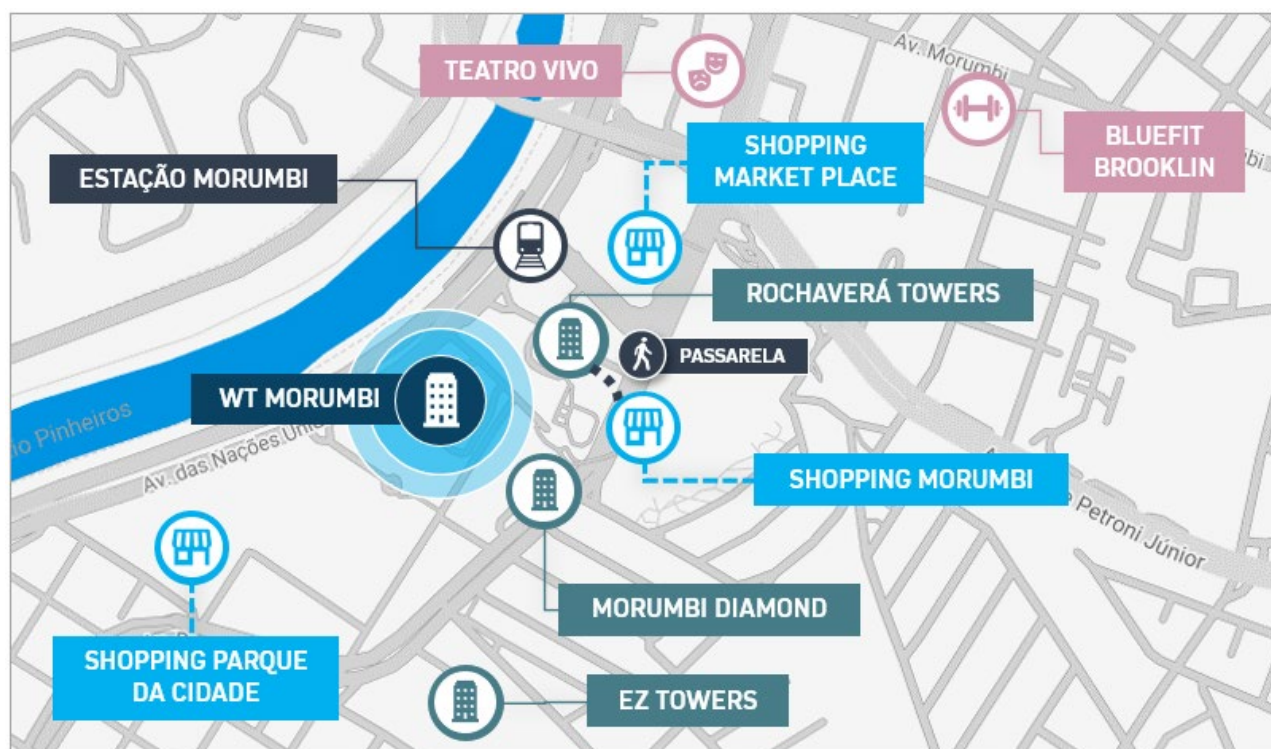 TEATRO VIVO
Av. Morumbi
BLUEFIT
BROOKLIN
SHOPPING
MARKET PLACE
ESTAÇÃO MORUMBI
ROCHAVERÁ TOWERS
PASSARELA
WT MORUMBI
Pinheiros
Av. das Nações
SHOPPING MORUMBI
Petroni Júnior
MORUMBI DIAMOND
SHOPPING PARQUE
DA CIDADE
EZ TOWERS